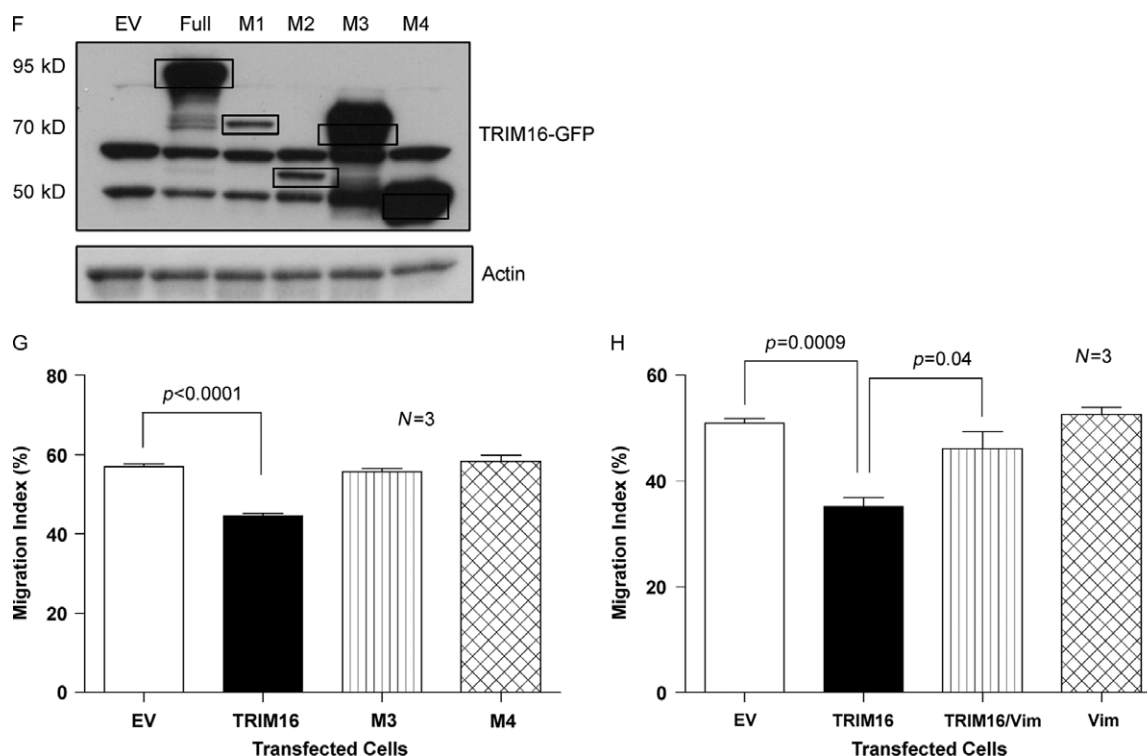 F
EV Full M1 M2 M3 M4
95 kD
70 kD
TRIM16-GFP
50 kD
Actin
G
p<0.0001
N=3
Migration Index (%)
80
60
40
20
0
EV TRIM16 M3 M4
Transfected Cells
H
p=0.0009
p=0.04
N=3
Migration Index (%)
60
40
20
0
EV TRIM16 TRIM16/Vim Vim
Transfected Cells